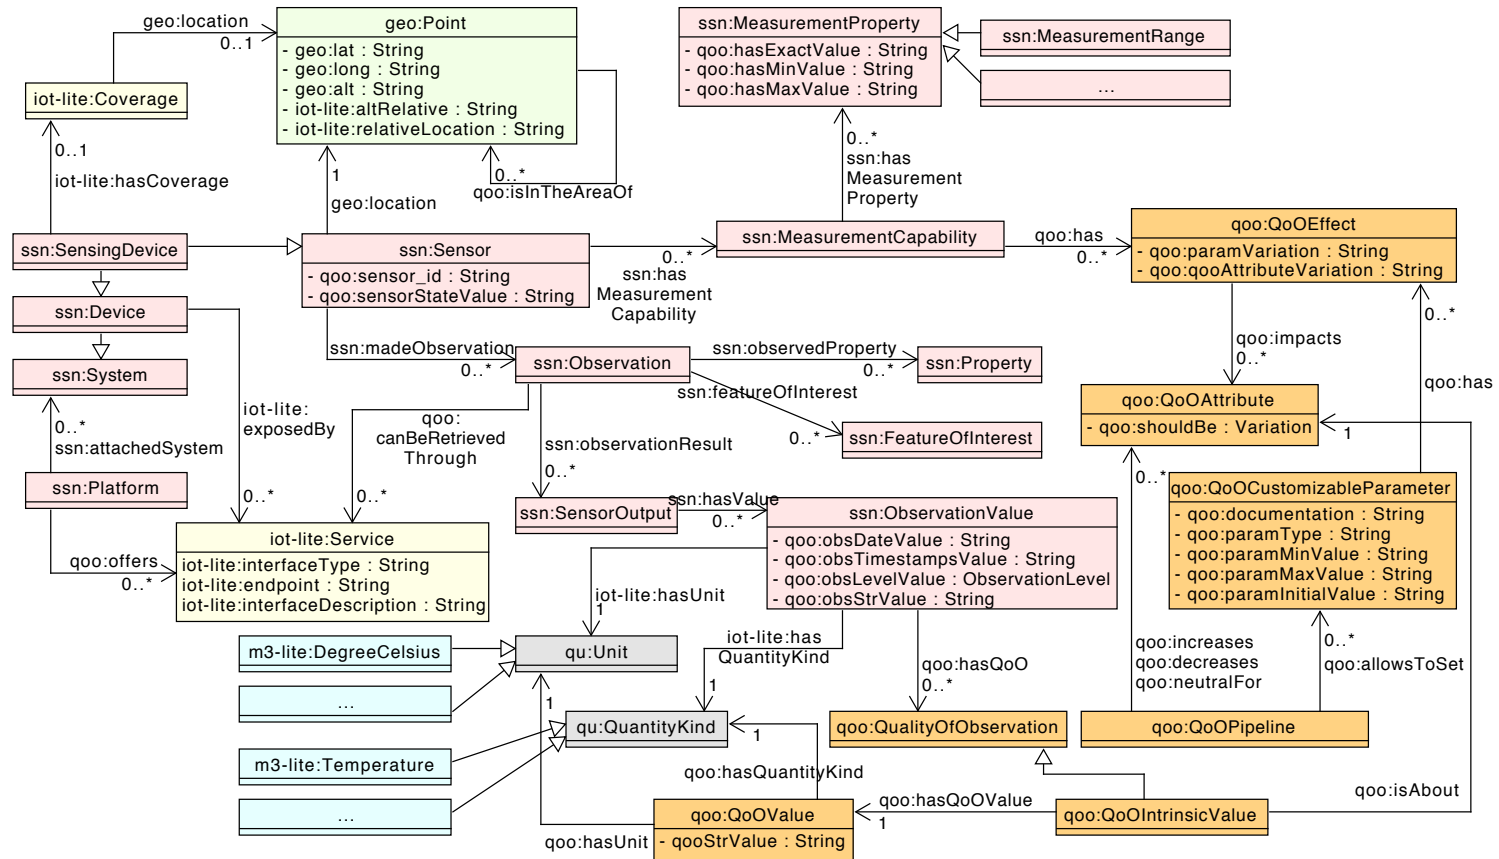 geo:location
0..1
geo:Point
- geo:lat : String
- geo:long : String
- geo:alt : String
- iot-lite:altRelative : String
- iot-lite:relativeLocation : String
ssn:MeasurementProperty
- qoo:hasExactValue : String
- qoo:hasMinValue : String
- qoo:hasMaxValue : String
ssn:MeasurementRange
...
iot-lite:Coverage
0..1
iot-lite:hasCoverage
1
geo:location
0..*
qoo:isInTheAreaOf
0..*
ssn:has
Measurement
Property
ssn:SensingDevice
ssn:Sensor
- qoo:sensor_id : String
- qoo:sensorStateValue : String
0..*
ssn:has
Measurement
Capability
ssn:MeasurementCapability
qoo:has
0..*
qoo:QoOEffect
- qoo:paramVariation : String
- qoo:qooAttributeVariation : String
ssn:Device
ssn:System
0..*
ssn:attachedSystem
ssn:Platform
iot-lite:
exposedBy
0..*
ssn:madeObservation
0..*
ssn:Observation
ssn:observedProperty
0..*
ssn:Property
ssn:featureOfInterest
0..*
ssn:FeatureOfInterest
qoo:impacts
0..*
0..*
qoo:has
qoo:QoOAttribute
- qoo:shouldBe : Variation
1
0..*
qoo:
canBeRetrieved
Through
0..*
ssn:observationResult
0..*
ssn:SensorOutput
ssn:hasValue
0..*
ssn:ObservationValue
- qoo:obsDateValue : String
- qoo:obsTimestampsValue : String
- qoo:obsLevelValue : ObservationLevel
- qoo:obsStrValue : String
qoo:QoOCustomizableParameter
- qoo:documentation : String
- qoo:paramType : String
- qoo:paramMinValue : String
- qoo:paramMaxValue : String
- qoo:paramInitialValue : String
qoo:offers
0..*
iot-lite:Service
iot-lite:interfaceType : String
iot-lite:endpoint : String
iot-lite:interfaceDescription : String
iot-lite:hasUnit
1
iot-lite:has
QuantityKind
1
qoo:hasQoO
0..*
qoo:increases
qoo:decreases
qoo:neutralFor
0..*
qoo:allowsToSet
m3-lite:DegreeCelsius
...
qu:Unit
1
qu:QuantityKind
1
qoo:QualityOfObservation
qoo:QoOPipeline
m3-lite:Temperature
...
qoo:hasQuantityKind
qoo:hasUnit
qoo:QoOValue
- qooStrValue : String
qoo:hasQoOValue
1
qoo:QoOIntrinsicValue
qoo:isAbout